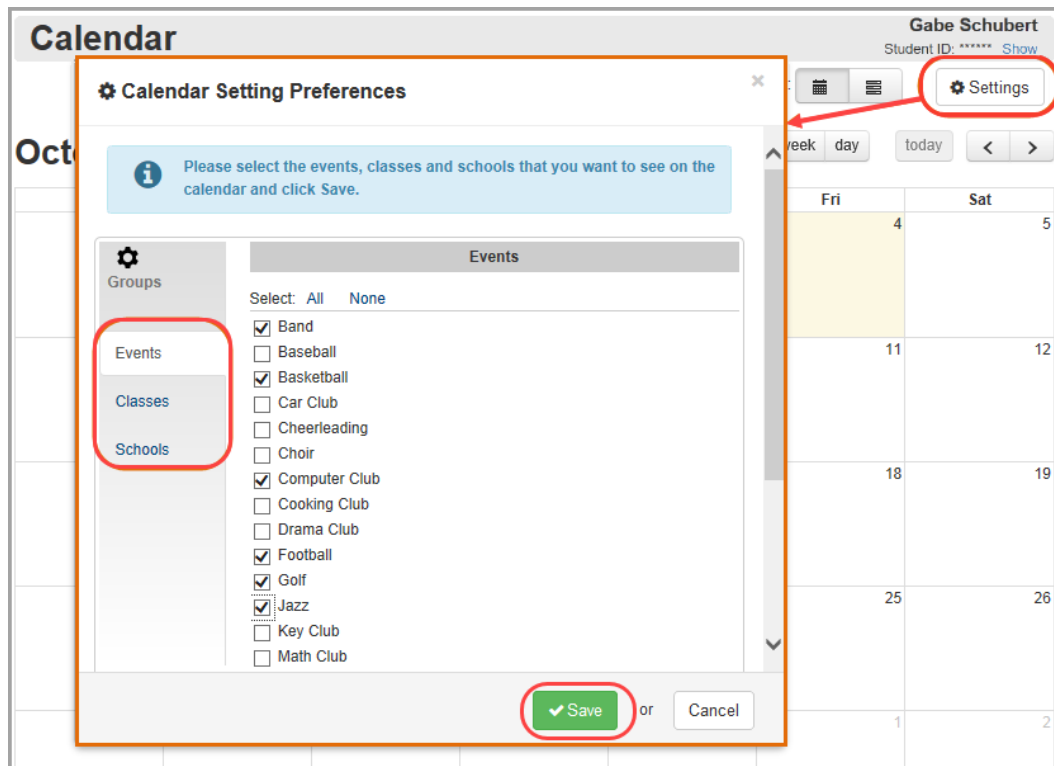 Calendar
Gabe Schubert
Student ID: ****** Show
Calendar Setting Preferences
×
Settings
Octo
week day today < >
Please select the events, classes and schools that you want to see on the
calendar and click Save.
Fri Sat
4 5
Groups
Events
Select: All None
Events
Classes
Schools
Band
Baseball
Basketball
Car Club
Cheerleading
Choir
Computer Club
Cooking Club
Drama Club
Football
Golf
Jazz
Key Club
Math Club
11 12
18 19
25 26
1 2
Save or Cancel